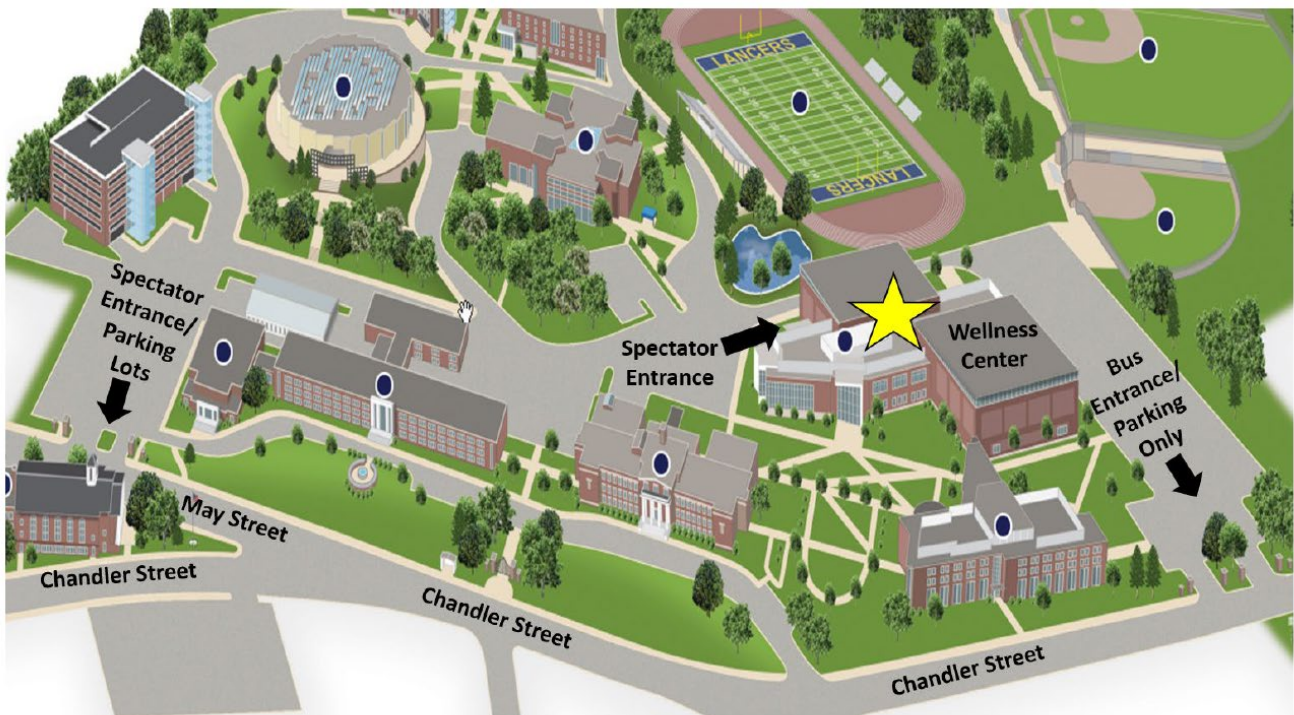 LANCERS
LANCERS
Spectator
Entrance/
Parking
Lots
Spectator
Entrance
Wellness
Center
Bus
Entrance/
Parking
Only
May Street
Chandler Street
Chandler Street
Chandler Street